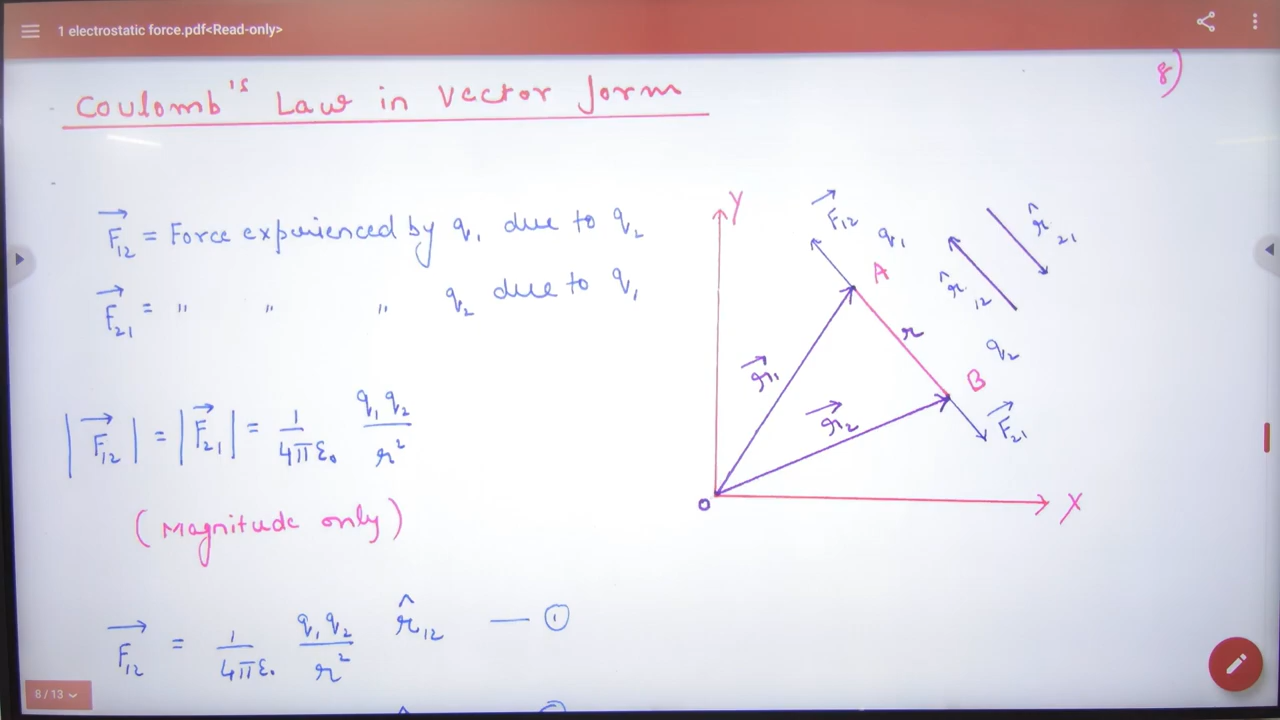 1 electrostatic force.pdf<Read-only>
8)
Coulomb's Law in Vector form
F₁₂ = Force experienced by q₁ due to q₂
F₂₁ = " " " q₂ due to q₁
|F₁₂| = |F₂₁| = 1/4πε₀ q₁q₂/r²
(Magnitude only)
F₁₂ = 1/4πε₀ q₁q₂/r² r̂₁₂ — ①
Y
F₁₂
q₁
A
r̂₂₁
r̂₁₂
r
q₂
B
r₁
r₂
F₂₁
O
X
8 / 13